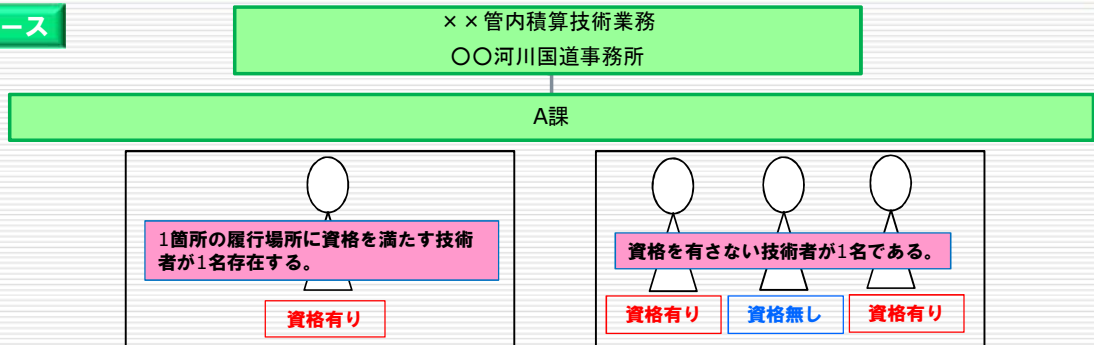 ース
××管内積算技術業務
〇〇河川国道事務所
A課
1箇所の履行場所に資格を満たす技術
者が1名存在する。
資格を有さない技術者が1名である。
資格有り
資格有り
資格無し
資格有り